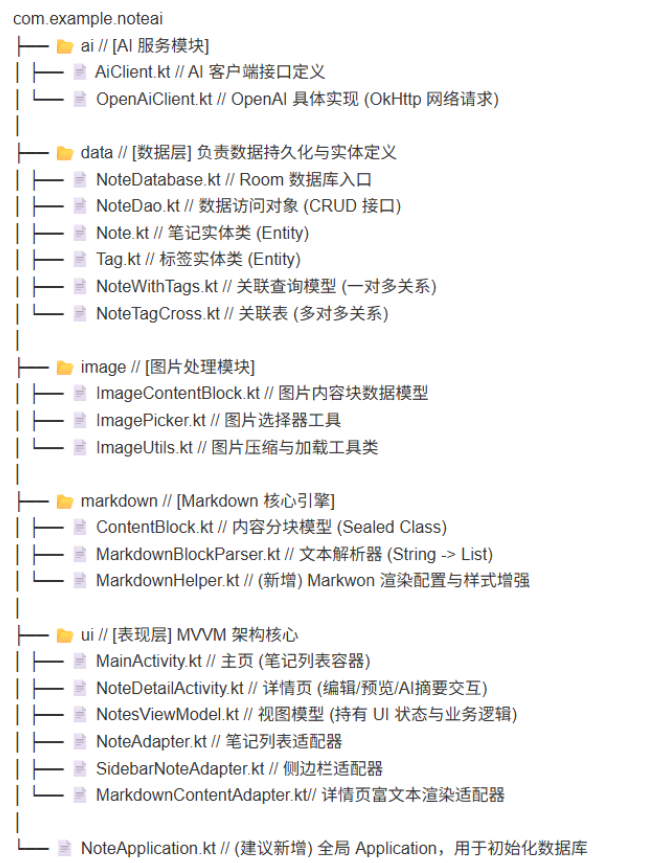 com.example.noteai
├── 📂 ai // [AI 服务模块]
│ ├── 📄 AiClient.kt // AI 客户端接口定义
│ └── 📄 OpenAiClient.kt // OpenAI 具体实现 (OkHttp 网络请求)
│
├── 📂 data // [数据层] 负责数据持久化与实体定义
│ ├── 📄 NoteDatabase.kt // Room 数据库入口
│ ├── 📄 NoteDao.kt // 数据访问对象 (CRUD 接口)
│ ├── 📄 Note.kt // 笔记实体类 (Entity)
│ ├── 📄 Tag.kt // 标签实体类 (Entity)
│ ├── 📄 NoteWithTags.kt // 关联查询模型 (一对多关系)
│ └── 📄 NoteTagCross.kt // 关联表 (多对多关系)
│
├── 📂 image // [图片处理模块]
│ ├── 📄 ImageContentBlock.kt // 图片内容块数据模型
│ ├── 📄 ImagePicker.kt // 图片选择器工具
│ └── 📄 ImageUtils.kt // 图片压缩与加载工具类
│
├── 📂 markdown // [Markdown 核心引擎]
│ ├── 📄 ContentBlock.kt // 内容分块模型 (Sealed Class)
│ ├── 📄 MarkdownBlockParser.kt // 文本解析器 (String -> List)
│ └── 📄 MarkdownHelper.kt // (新增) Markwon 渲染配置与样式增强
│
├── 📂 ui // [表现层] MVVM 架构核心
│ ├── 📄 MainActivity.kt // 主页 (笔记列表容器)
│ ├── 📄 NoteDetailActivity.kt // 详情页 (编辑/预览/AI摘要交互)
│ ├── 📄 NotesViewModel.kt // 视图模型 (持有 UI 状态与业务逻辑)
│ ├── 📄 NoteAdapter.kt // 笔记列表适配器
│ ├── 📄 SidebarNoteAdapter.kt // 侧边栏适配器
│ └── 📄 MarkdownContentAdapter.kt// 详情页富文本渲染适配器
│
└── 📄 NoteApplication.kt // (建议新增) 全局 Application，用于初始化数据库